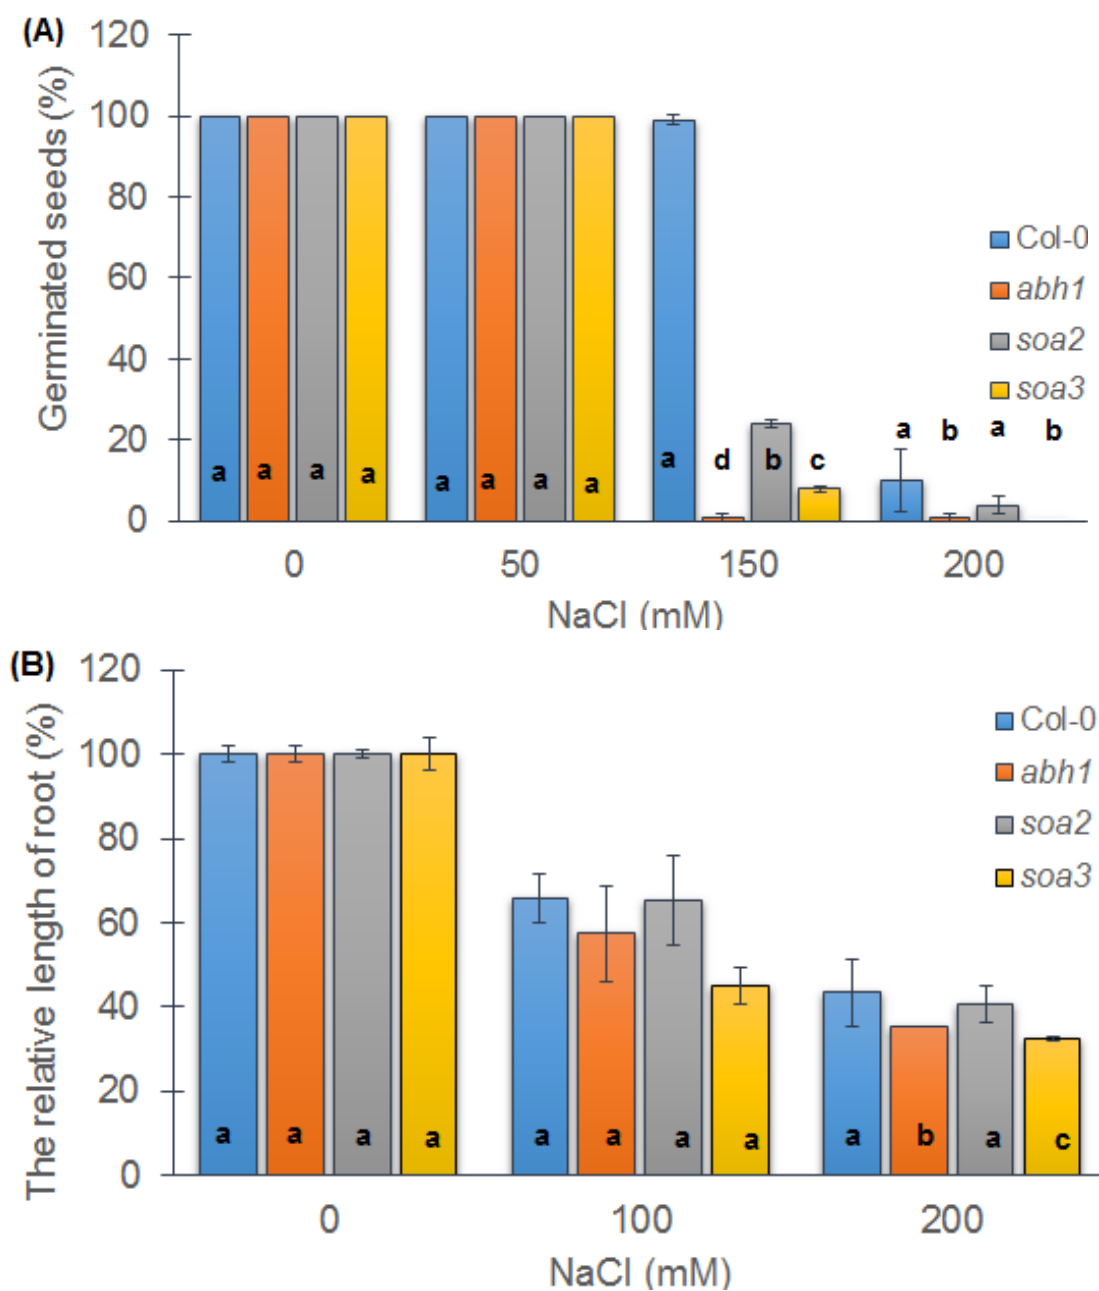 (A)
120
100
80
60
40
20
0
Germinated seeds (%)
Col-0
abh1
soa2
soa3
a a a a
a a a a
a d b c
a b a b
0 50 150 200
NaCl (mM)
(B)
120
100
80
60
40
20
0
The relative length of root (%)
Col-0
abh1
soa2
soa3
a a a a
a a a a
a b a c
0 100 200
NaCl (mM)